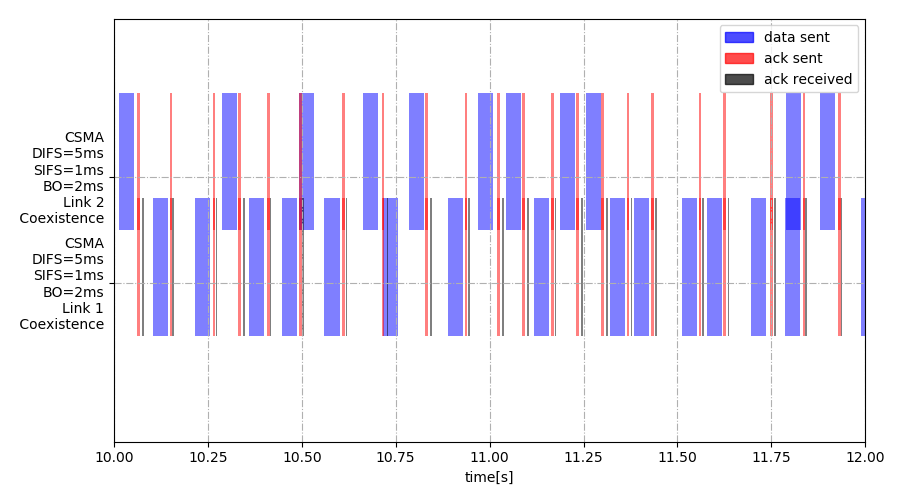 data sent
ack sent
ack received
CSMA
DIFS=5ms
SIFS=1ms
BO=2ms
Link 2
Coexistence
CSMA
DIFS=5ms
SIFS=1ms
BO=2ms
Link 1
Coexistence
10.00 10.25 10.50 10.75 11.00 11.25 11.50 11.75 12.00
time[s]